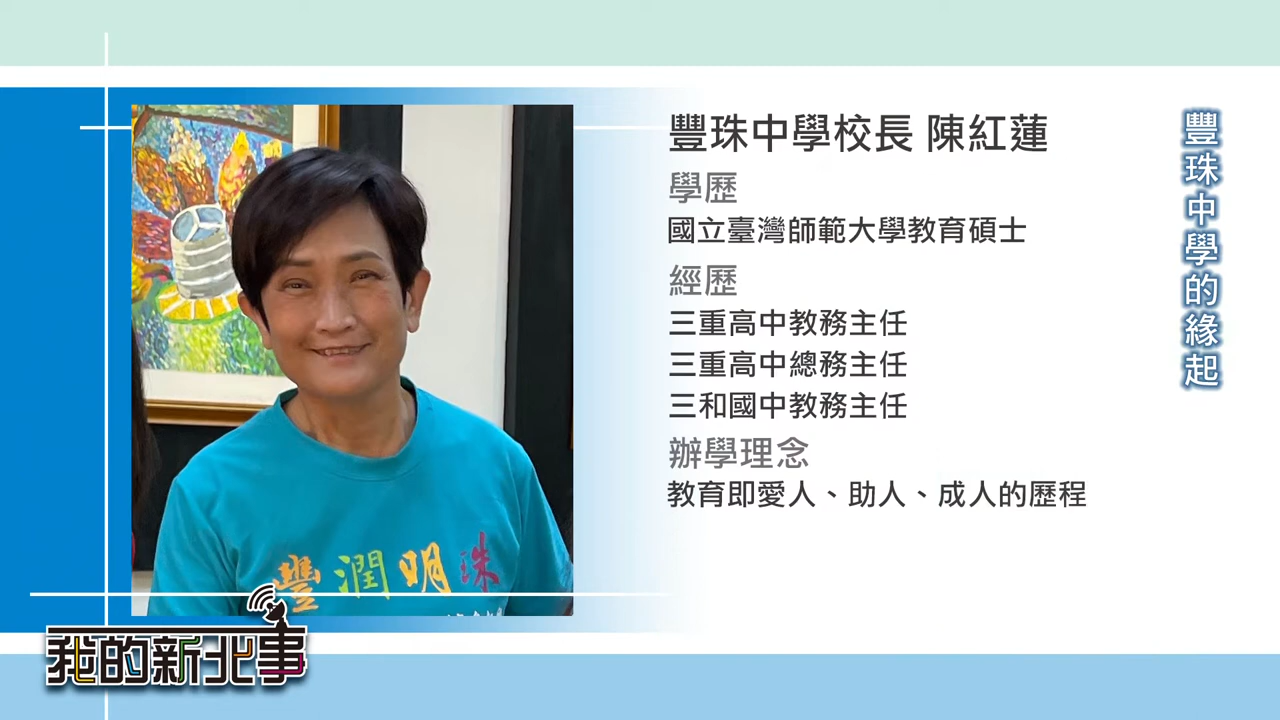 豐珠中學校長 陳紅蓮
學歷
國立臺灣師範大學教育碩士
經歷
三重高中教務主任
三重高中總務主任
三和國中教務主任
辦學理念
教育即愛人、助人、成人的歷程
豐珠中學的緣起
豐潤明珠
我的新北事